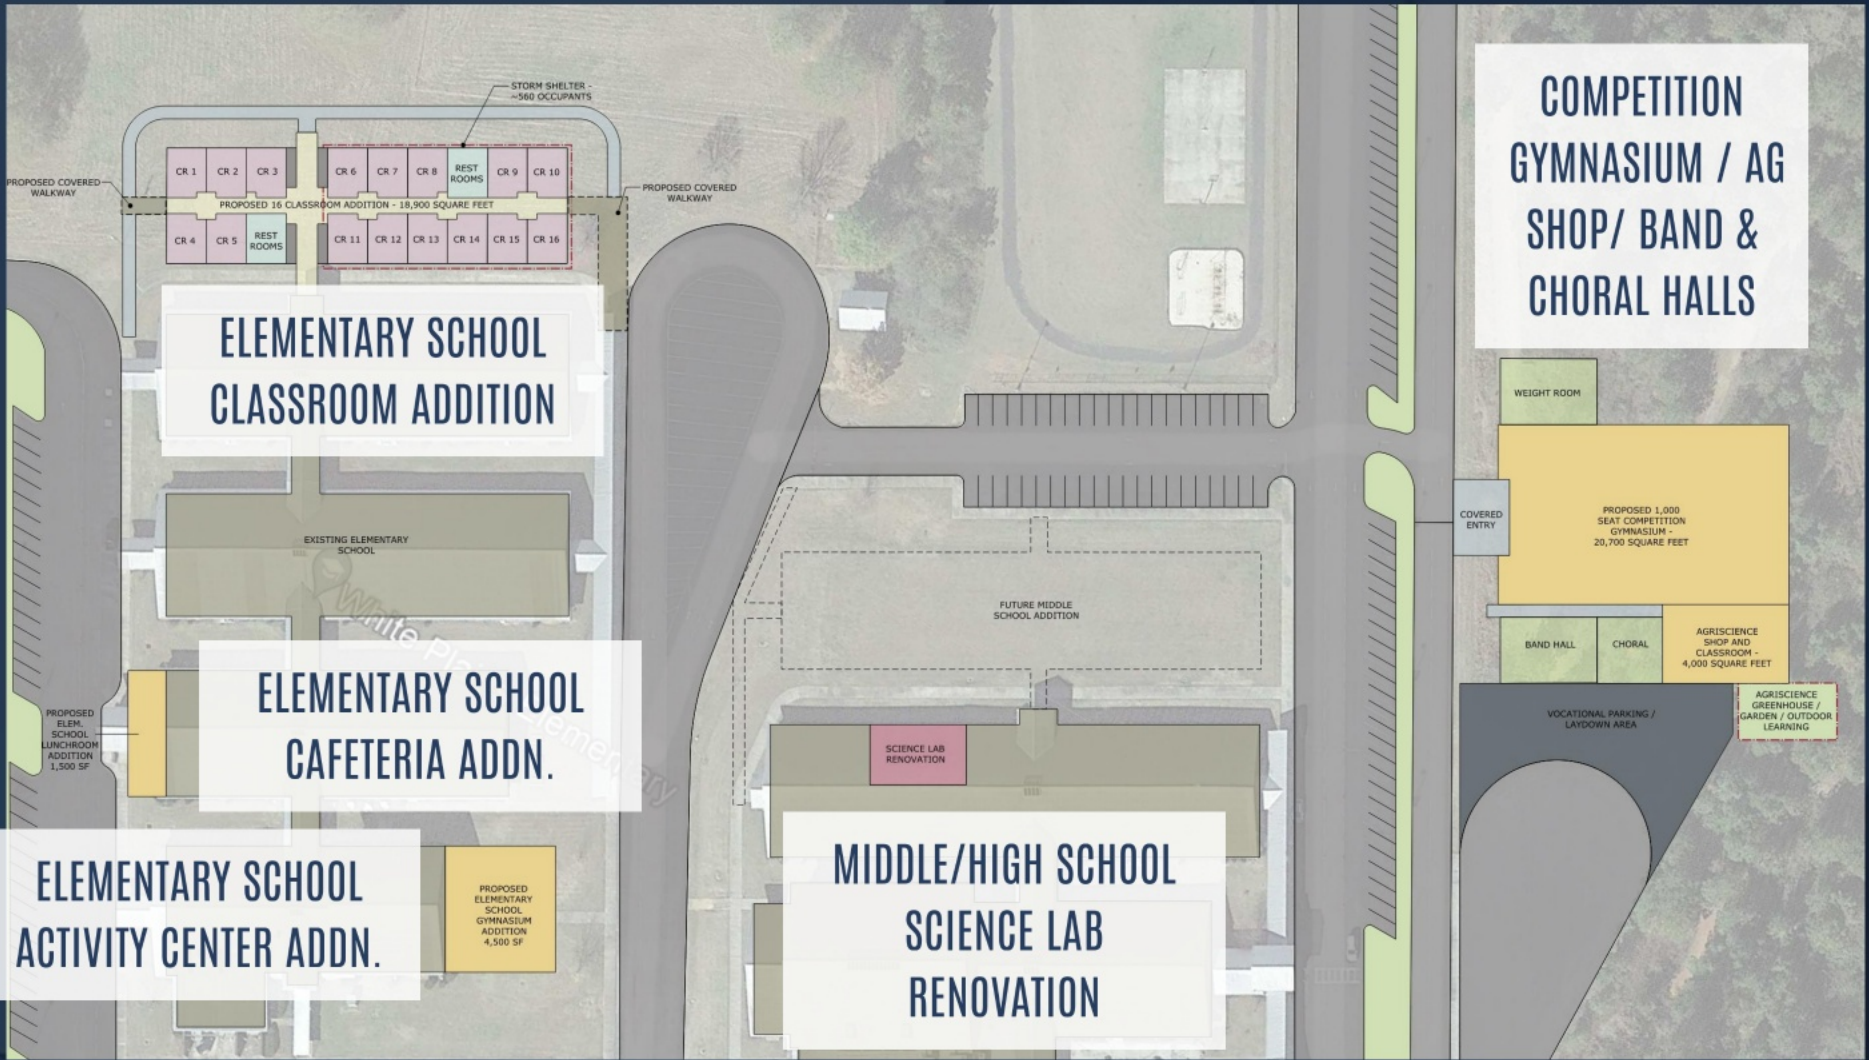 STORM SHELTER -
~560 OCCUPANTS
CR 1
CR 2
CR 3
CR 6
CR 7
CR 8
REST
ROOMS
CR 9
CR 10
PROPOSED COVERED
WALKWAY
PROPOSED COVERED
WALKWAY
PROPOSED 16 CLASSROOM ADDITION - 18,900 SQUARE FEET
CR 4
CR 5
REST
ROOMS
CR 11
CR 12
CR 13
CR 14
CR 15
CR 16
ELEMENTARY SCHOOL
CLASSROOM ADDITION
EXISTING ELEMENTARY
SCHOOL
White Plai
Elementary
ELEMENTARY SCHOOL
CAFETERIA ADDN.
PROPOSED
ELEM.
SCHOOL
LUNCHROOM
ADDITION
1,500 SF
ELEMENTARY SCHOOL
ACTIVITY CENTER ADDN.
PROPOSED
ELEMENTARY
SCHOOL
GYMNASIUM
ADDITION
4,500 SF
FUTURE MIDDLE
SCHOOL ADDITION
SCIENCE LAB
RENOVATION
MIDDLE/HIGH SCHOOL
SCIENCE LAB
RENOVATION
COMPETITION
GYMNASIUM / AG
SHOP/ BAND &
CHORAL HALLS
WEIGHT ROOM
COVERED
ENTRY
PROPOSED 1,000
SEAT COMPETITION
GYMNASIUM -
20,700 SQUARE FEET
BAND HALL
CHORAL
AGRISCIENCE
SHOP AND
CLASSROOM -
4,000 SQUARE FEET
VOCATIONAL PARKING /
LAYDOWN AREA
AGRISCIENCE
GREENHOUSE /
GARDEN / OUTDOOR
LEARNING